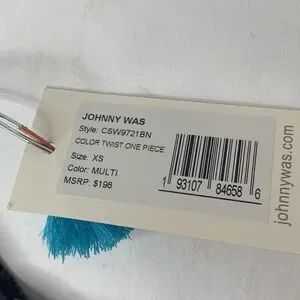 JOHNNY WAS
Style: CSW9721BN
COLOR TWIST ONE PIECE
Size: XS
Color: MULTI
MSRP: $198
1 93107 84658 6
johnnywas.com